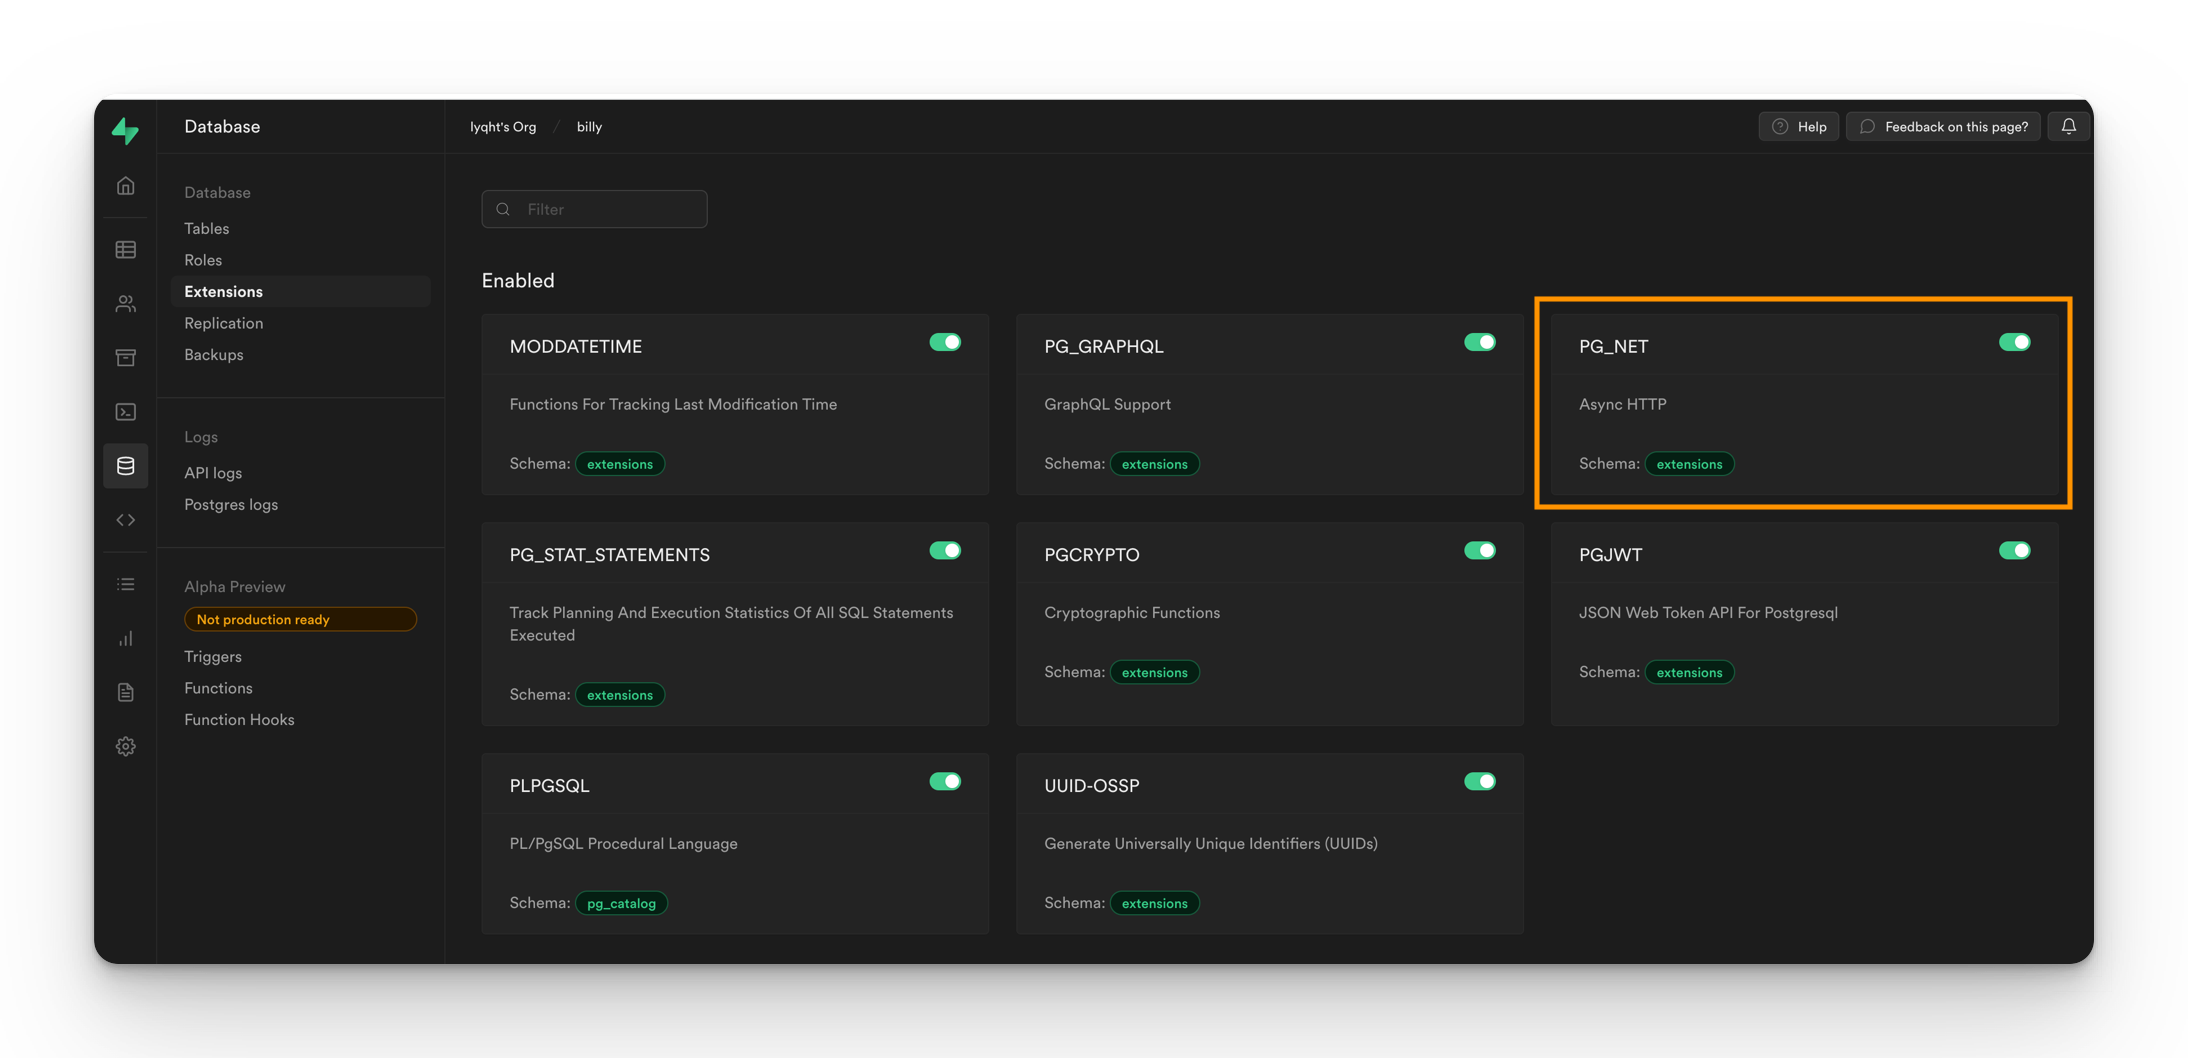 Database
lyqht's Org / billy
Help
Feedback on this page?
Database
Tables
Roles
Extensions
Replication
Backups
Logs
API logs
Postgres logs
Alpha Preview
Not production ready
Triggers
Functions
Function Hooks
Filter
Enabled
MODDATETIME
Functions For Tracking Last Modification Time
Schema: extensions
PG_GRAPHQL
GraphQL Support
Schema: extensions
PG_NET
Async HTTP
Schema: extensions
PG_STAT_STATEMENTS
Track Planning And Execution Statistics Of All SQL Statements
Executed
Schema: extensions
PGCRYPTO
Cryptographic Functions
Schema: extensions
PGJWT
JSON Web Token API For Postgresql
Schema: extensions
PLPGSQL
PL/PgSQL Procedural Language
Schema: pg_catalog
UUID-OSSP
Generate Universally Unique Identifiers (UUIDs)
Schema: extensions